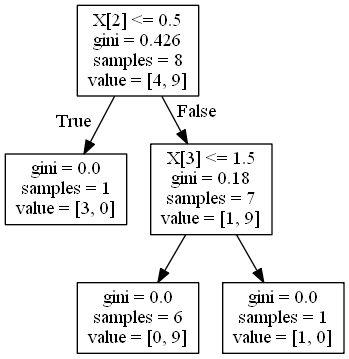 X[2] <= 0.5
gini = 0.426
samples = 8
value = [4, 9]
True
False
gini = 0.0
samples = 1
value = [3, 0]
X[3] <= 1.5
gini = 0.18
samples = 7
value = [1, 9]
gini = 0.0
samples = 6
value = [0, 9]
gini = 0.0
samples = 1
value = [1, 0]